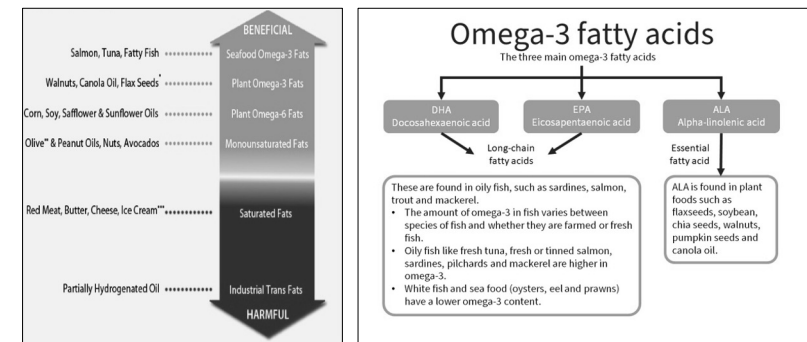 BENEFICIAL
Salmon, Tuna, Fatty Fish Seafood Omega-3 Fats
Walnuts, Canola Oil, Flax Seeds* Plant Omega-3 Fats
Corn, Soy, Safflower & Sunflower Oils Plant Omega-6 Fats
Olive** & Peanut Oils, Nuts, Avocados Monounsaturated Fats
Red Meat, Butter, Cheese, Ice Cream*** Saturated Fats
Partially Hydrogenated Oil Industrial Trans Fats
HARMFUL
Omega-3 fatty acids
The three main omega-3 fatty acids
DHA
Docosahexaenoic acid
EPA
Eicosapentaenoic acid
ALA
Alpha-linolenic acid
Long-chain
fatty acids
Essential
fatty acid
These are found in oily fish, such as sardines, salmon,
trout and mackerel.
• The amount of omega-3 in fish varies between
species of fish and whether they are farmed or fresh
fish.
• Oily fish like fresh tuna, fresh or tinned salmon,
sardines, pilchards and mackerel are higher in
omega-3.
• White fish and sea food (oysters, eel and prawns)
have a lower omega-3 content.
ALA is found in plant
foods such as
flaxseeds, soybean,
chia seeds, walnuts,
pumpkin seeds and
canola oil.